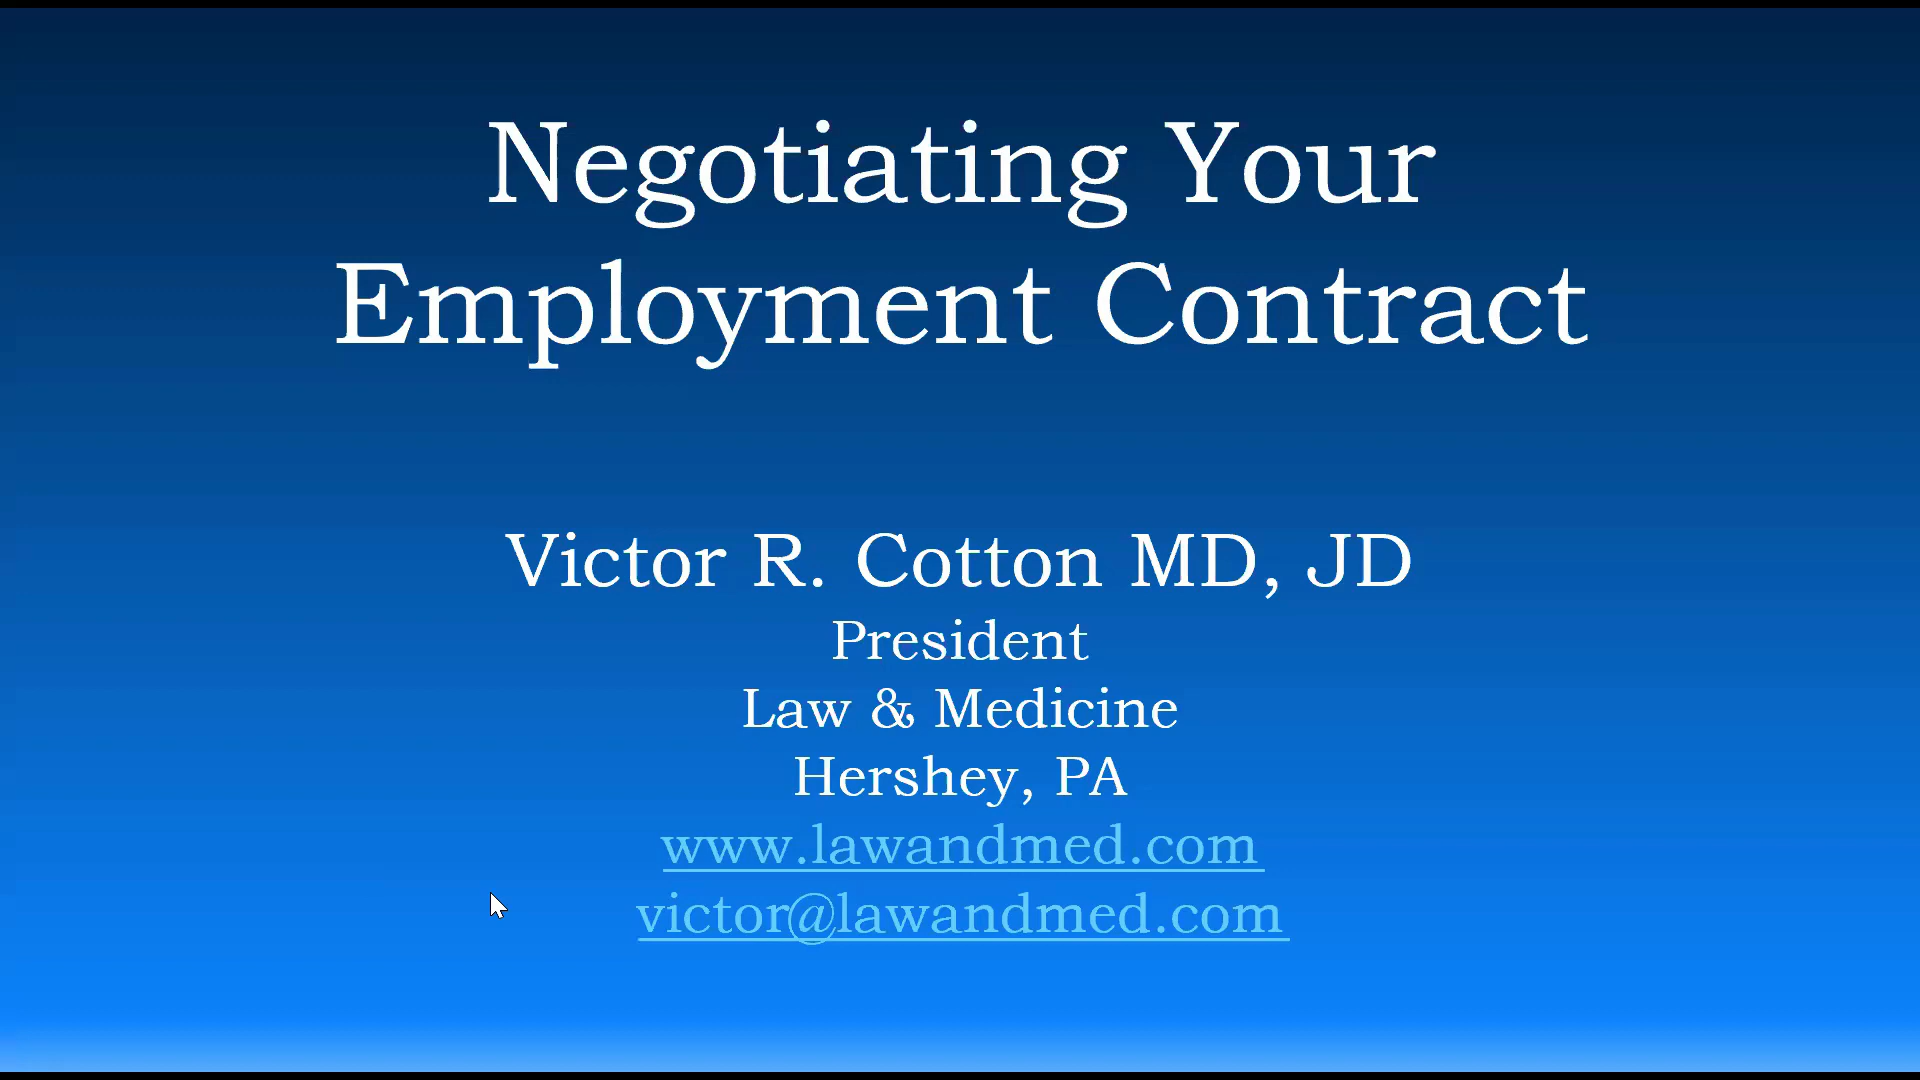 Negotiating Your
Employment Contract
Victor R. Cotton MD, JD
President
Law & Medicine
Hershey, PA
www.lawandmed.com
victor@lawandmed.com